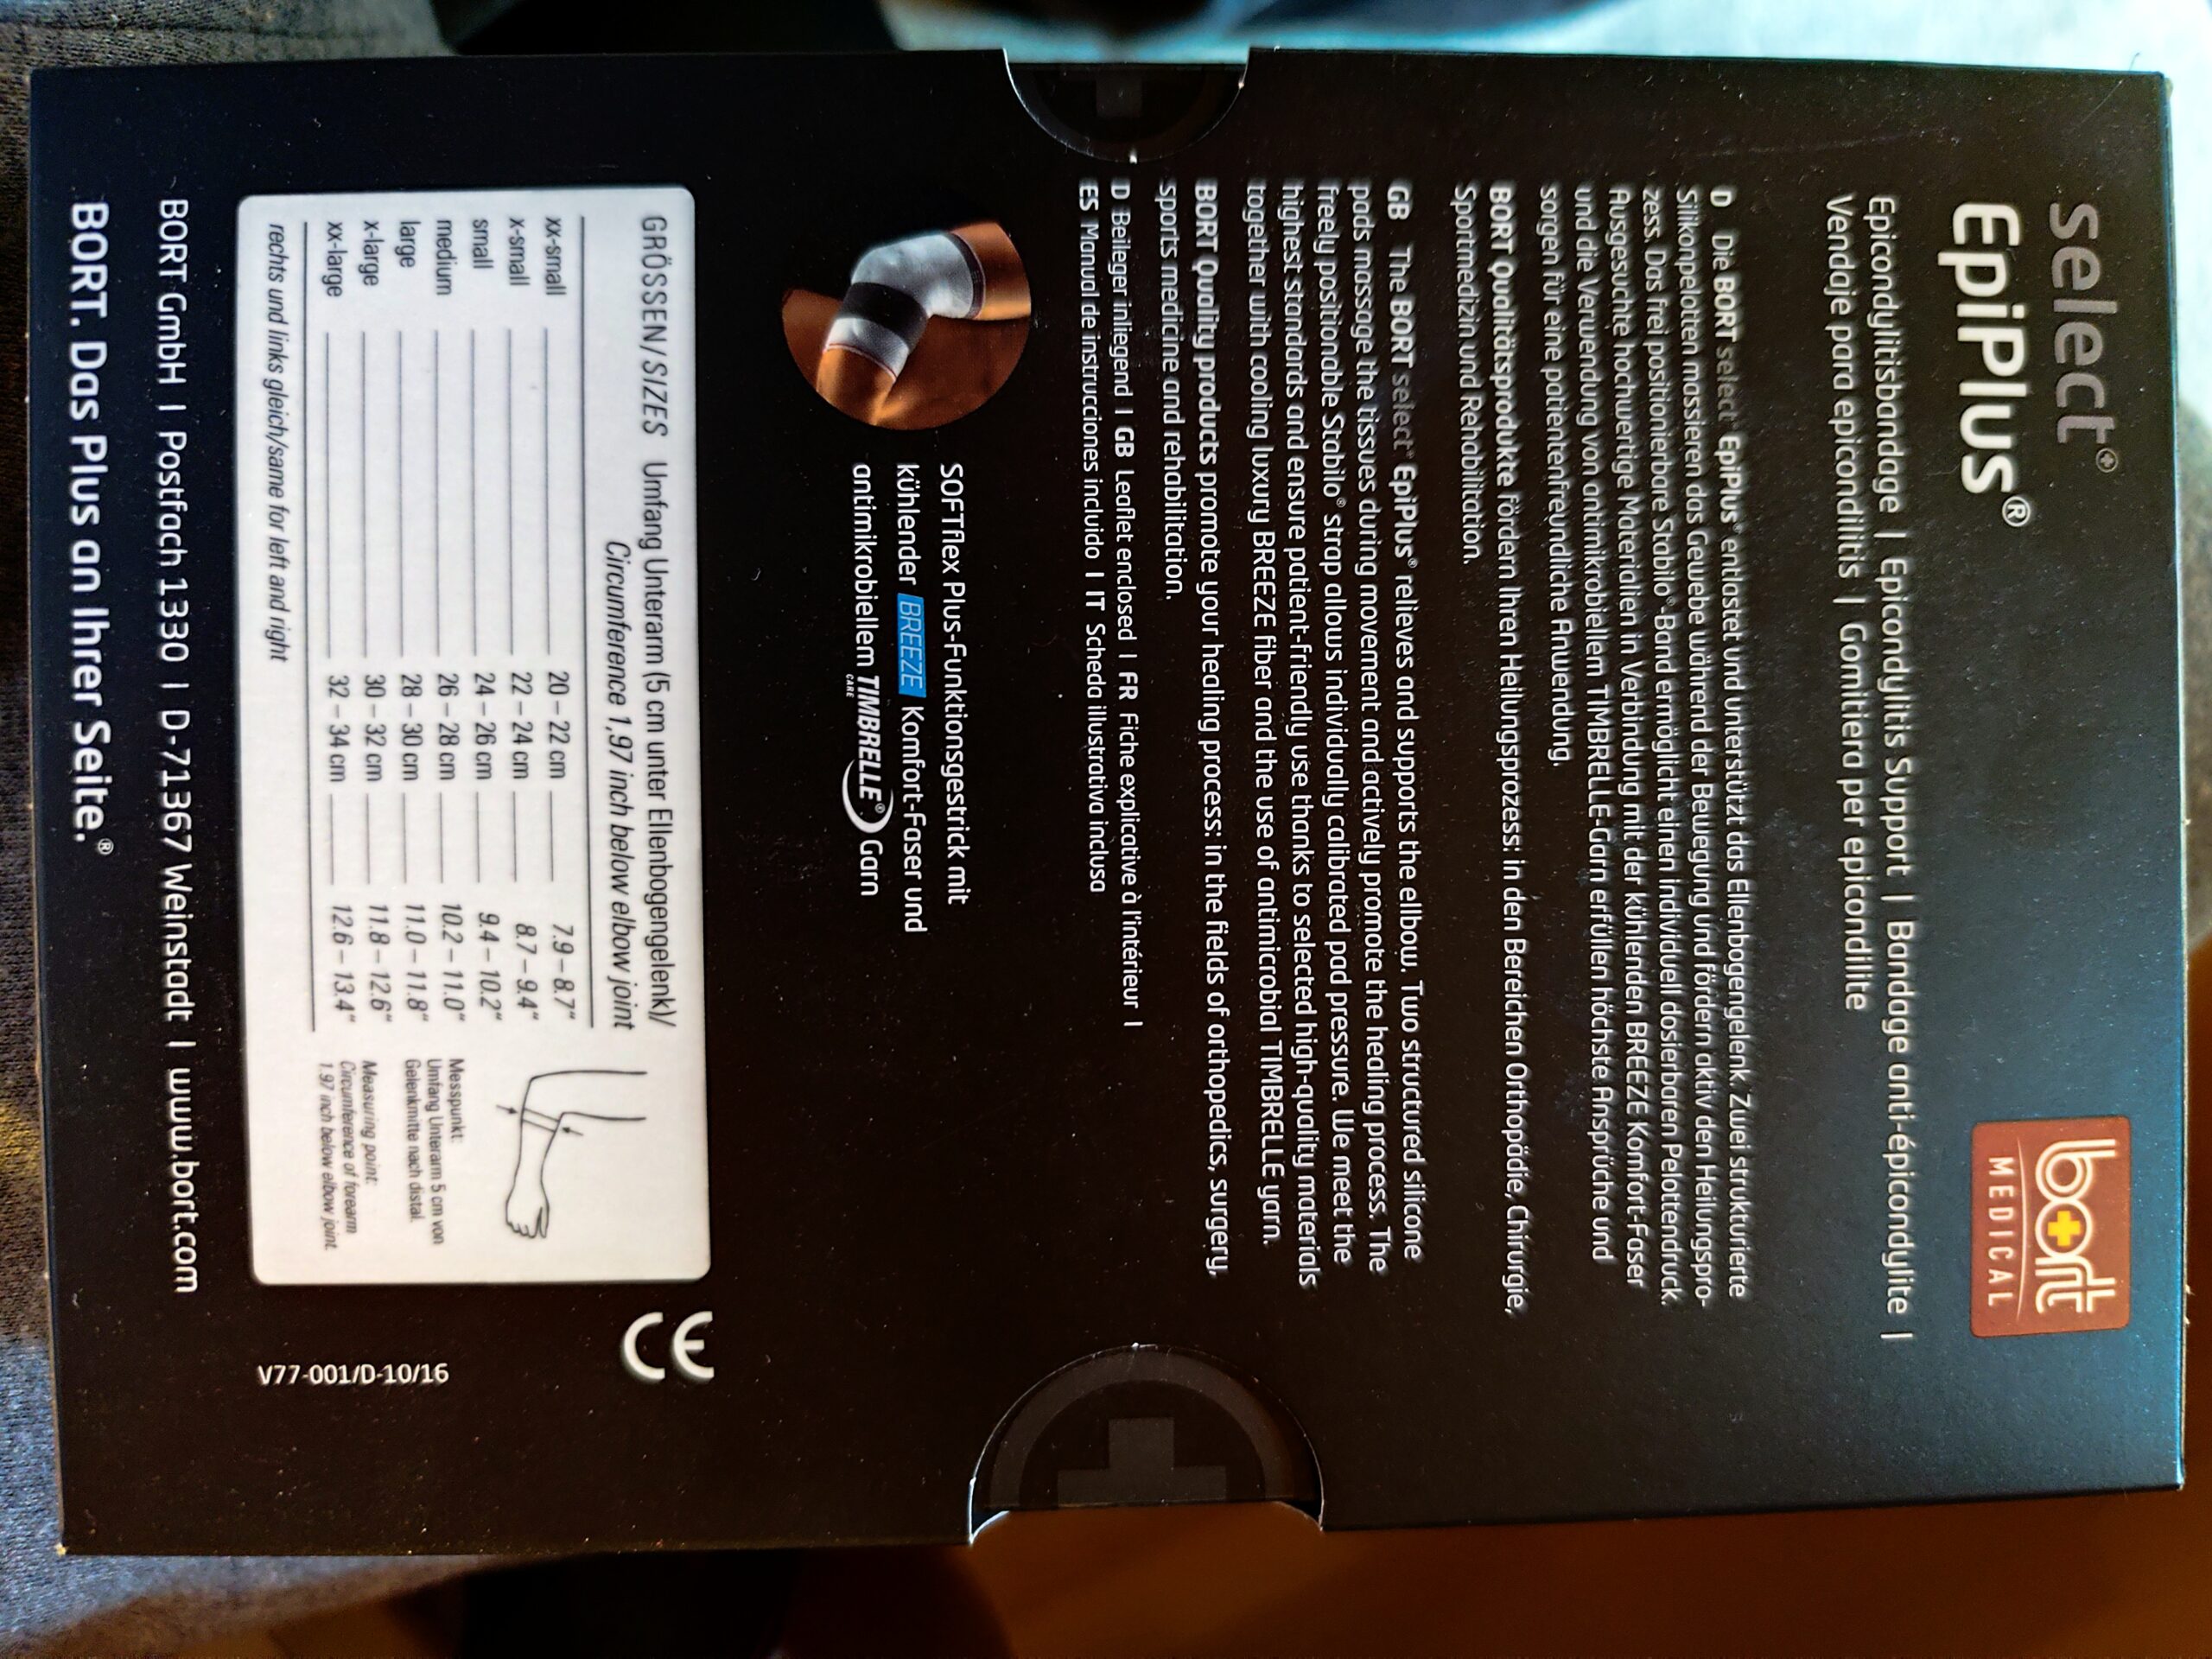 select®
EpiPlus®
bort
MEDICAL
Epicondylitisbandage | Epicondylitis Support | Bandage anti-épicondylite |
Vendaje para epicondilitis | Gomitiera per epicondilite
D Die BORT select® EpiPlus® entlastet und unterstützt das Ellenbogengelenk. Zwei strukturierte
Silikonpelotten massieren das Gewebe während der Bewegung und fördern aktiv den Heilungspro-
zess. Das frei positionierbare Stabilo®-Band ermöglicht einen individuell dosierbaren Pelottendruck.
Ausgesuchte hochwertige Materialien in Verbindung mit der kühlenden BREEZE Komfort-Faser
und die Verwendung von antimikrobiellem TIMBRELLE-Garn erfüllen höchste Ansprüche und
sorgen für eine patientenfreundliche Anwendung.
BORT Qualitätsprodukte fördern Ihren Heilungsprozess: in den Bereichen Orthopädie, Chirurgie,
Sportmedizin und Rehabilitation.
GB The BORT select® EpiPlus® relieves and supports the ellbow. Two structured silicone
pads massage the tissues during movement and actively promote the healing process. The
freely positionable Stabilo® strap allows individually calibrated pad pressure. We meet the
highest standards and ensure patient-friendly use thanks to selected high-quality materials
together with cooling luxury BREEZE fiber and the use of antimicrobial TIMBRELLE yarn.
BORT Quality products promote your healing process: in the fields of orthopedics, surgery,
sports medicine and rehabilitation.
D Beileger inliegend | GB Leaflet enclosed | FR Fiche explicative à l'intérieur |
ES Manual de instrucciones incluido | IT Scheda illustrativa inclusa
SOFTflex Plus-Funktionsgestrick mit
kühlender BREEZE Komfort-Faser und
antimikrobiellem TIMBRELLE® Garn
CARE
GRÖSSEN/SIZES Umfang Unterarm (5 cm unter Ellenbogengelenk)/
Circumference 1,97 inch below elbow joint
xx-small 20 – 22 cm 7.9 – 8.7"
x-small 22 – 24 cm 8.7 – 9.4"
small 24 – 26 cm 9.4 – 10.2"
medium 26 – 28 cm 10.2 – 11.0"
large 28 – 30 cm 11.0 – 11.8"
x-large 30 – 32 cm 11.8 – 12.6"
xx-large 32 – 34 cm 12.6 – 13.4"
rechts und links gleich/same for left and right
Messpunkt:
Umfang Unterarm 5 cm von
Gelenkmitte nach distal.
Measuring point:
Circumference of forearm
1.97 inch below elbow joint.
CE
V77-001/D-10/16
BORT GmbH | Postfach 1330 | D-71367 Weinstadt | www.bort.com
BORT. Das Plus an Ihrer Seite.®